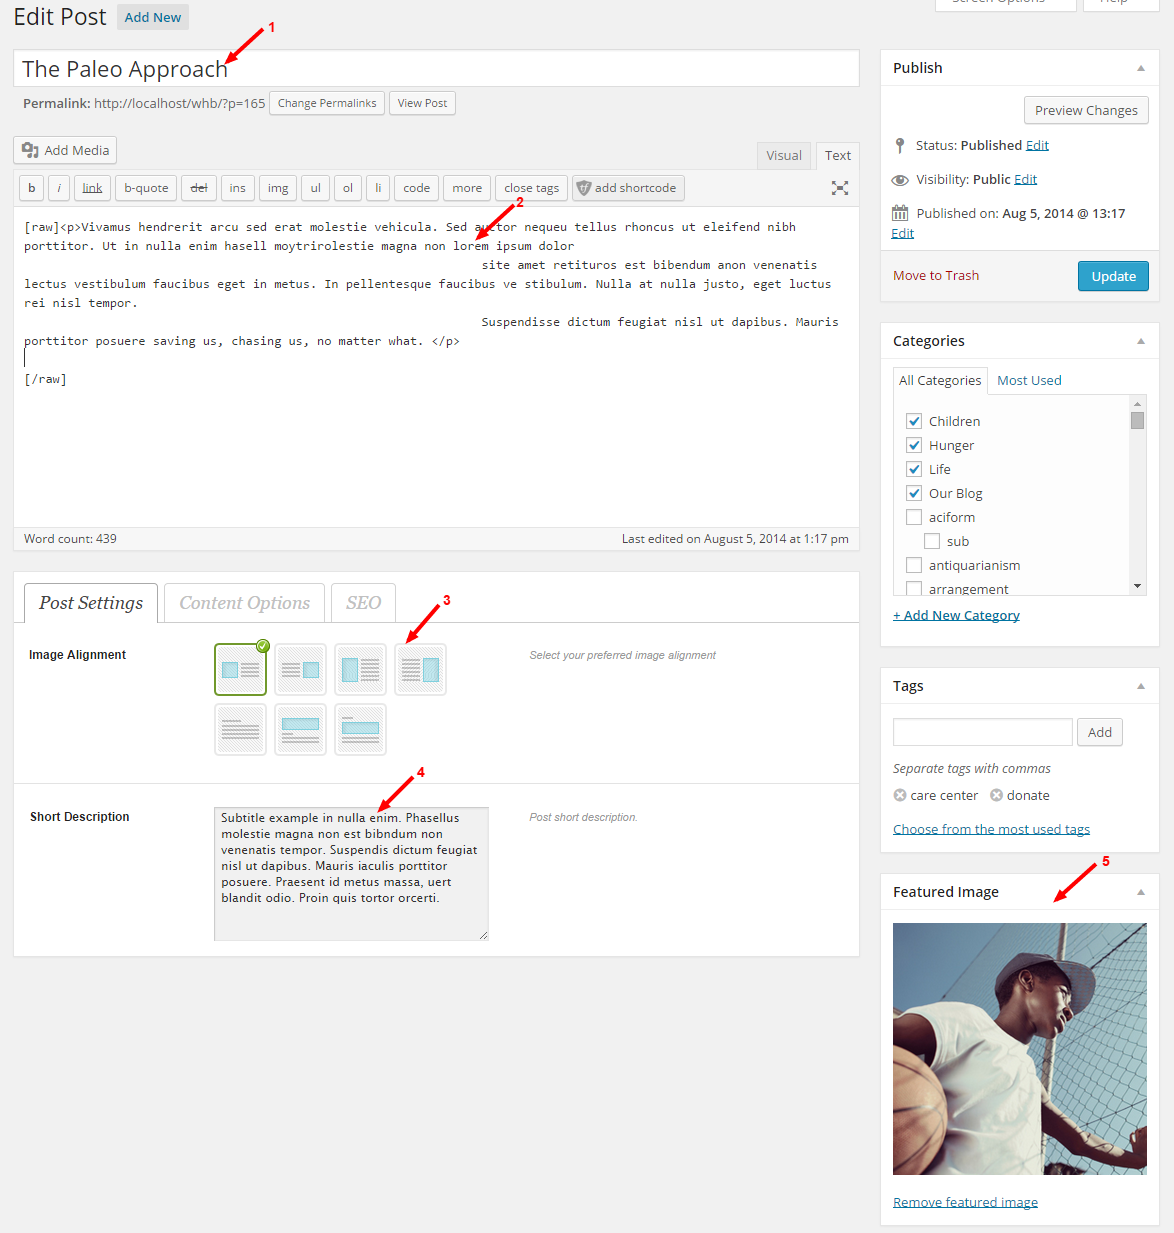 Edit Post Add New
Screen Options Help
1
The Paleo Approach
Permalink: http://localhost/whb/?p=165 Change Permalinks View Post
Add Media
Visual Text
b i link b-quote del ins img ul ol li code more close tags add shortcode
2
[raw]<p>Vivamus hendrerit arcu sed erat molestie vehicula. Sed auctor nequeu tellus rhoncus ut eleifend nibh
porttitor. Ut in nulla enim hasell moytrirolestie magna non lorem ipsum dolor
site amet retituros est bibendum anon venenatis
lectus vestibulum faucibus eget in metus. In pellentesque faucibus ve stibulum. Nulla at nulla justo, eget luctus
rei nisl tempor.
Suspendisse dictum feugiat nisl ut dapibus. Mauris
porttitor posuere saving us, chasing us, no matter what. </p>
[/raw]
Word count: 439
Last edited on August 5, 2014 at 1:17 pm
Post Settings Content Options SEO
3
Image Alignment
Select your preferred image alignment
4
Short Description
Subtitle example in nulla enim. Phasellus
molestie magna non est bibndum non
venenatis tempor. Suspendis dictum feugiat
nisl ut dapibus. Mauris iaculis porttitor
posuere. Praesent id metus massa, uert
blandit odio. Proin quis tortor orcerti.
Post short description.
Publish
Preview Changes
Status: Published Edit
Visibility: Public Edit
Published on: Aug 5, 2014 @ 13:17
Edit
Move to Trash
Update
Categories
All Categories Most Used
Children
Hunger
Life
Our Blog
aciform
sub
antiquarianism
arrangement
+ Add New Category
Tags
Add
Separate tags with commas
care center donate
Choose from the most used tags
5
Featured Image
Remove featured image